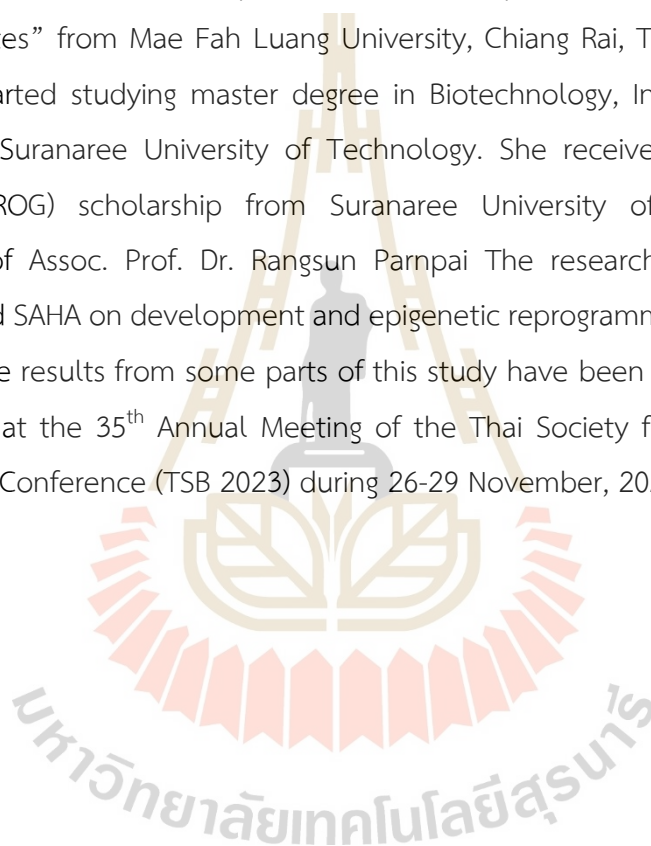 tes” from Mae Fah Luang University, Chiang Rai, T
arted studying master degree in Biotechnology, In
Suranaree University of Technology. She receive
ROG) scholarship from Suranaree University of
of Assoc. Prof. Dr. Rangsun Parnpai The research
d SAHA on development and epigenetic reprogramm
e results from some parts of this study have been
at the 35th Annual Meeting of the Thai Society f
Conference (TSB 2023) during 26-29 November, 20
มหาวิทยาลัยเทคโนโลยีสุรนารี